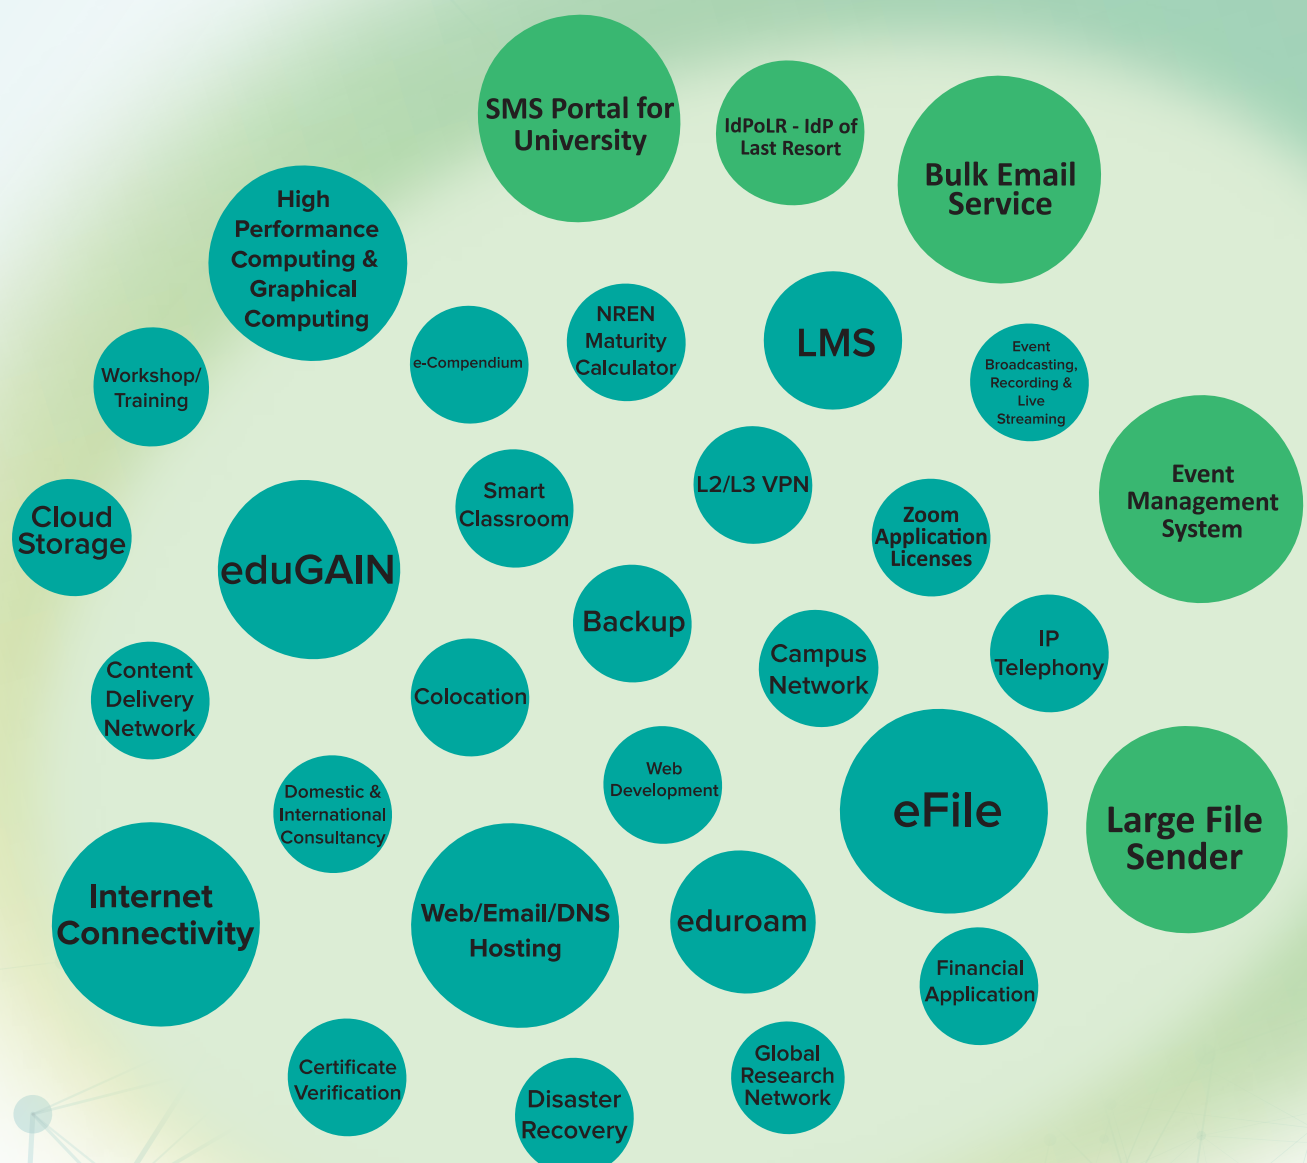 SMS Portal for
University
IdPoLR - IdP of
Last Resort
Bulk Email
Service
High
Performance
Computing &
Graphical
Computing
e-Compendium
NREN
Maturity
Calculator
LMS
Event
Broadcasting,
Recording &
Live
Streaming
Workshop/
Training
Event
Management
System
Smart
Classroom
L2/L3 VPN
Zoom
Application
Licenses
Cloud
Storage
eduGAIN
Backup
Campus
Network
IP
Telephony
Content
Delivery
Network
Colocation
Web
Development
eFile
Large File
Sender
Domestic &
International
Consultancy
Internet
Connectivity
Web/Email/DNS
Hosting
eduroam
Financial
Application
Certificate
Verification
Disaster
Recovery
Global
Research
Network